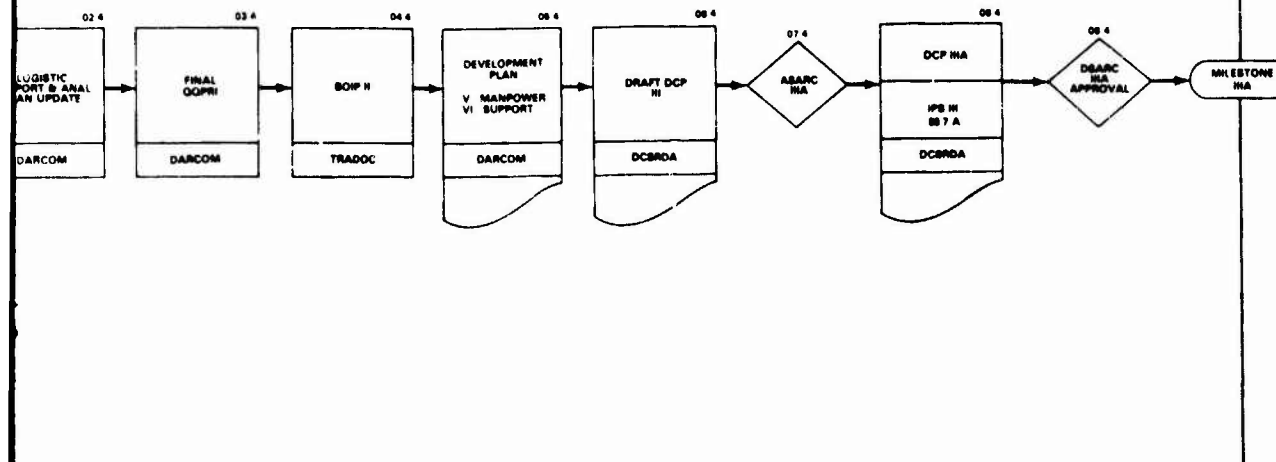 02 4
LOGISTIC
PORT & ANAL
AN UPDATE
DARCOM
03 4
FINAL
QQPRI
DARCOM
04 4
BOIP II
TRADOC
05 4
DEVELOPMENT
PLAN
V MANPOWER
VI SUPPORT
DARCOM
06 4
DRAFT DCP
III
DCSRDA
07 4
ASARC
IIIA
08 4
DCP IIIA
IPS III
DCSRDA
DSARC
IIIA
APPROVAL
MILESTONE
IIIA